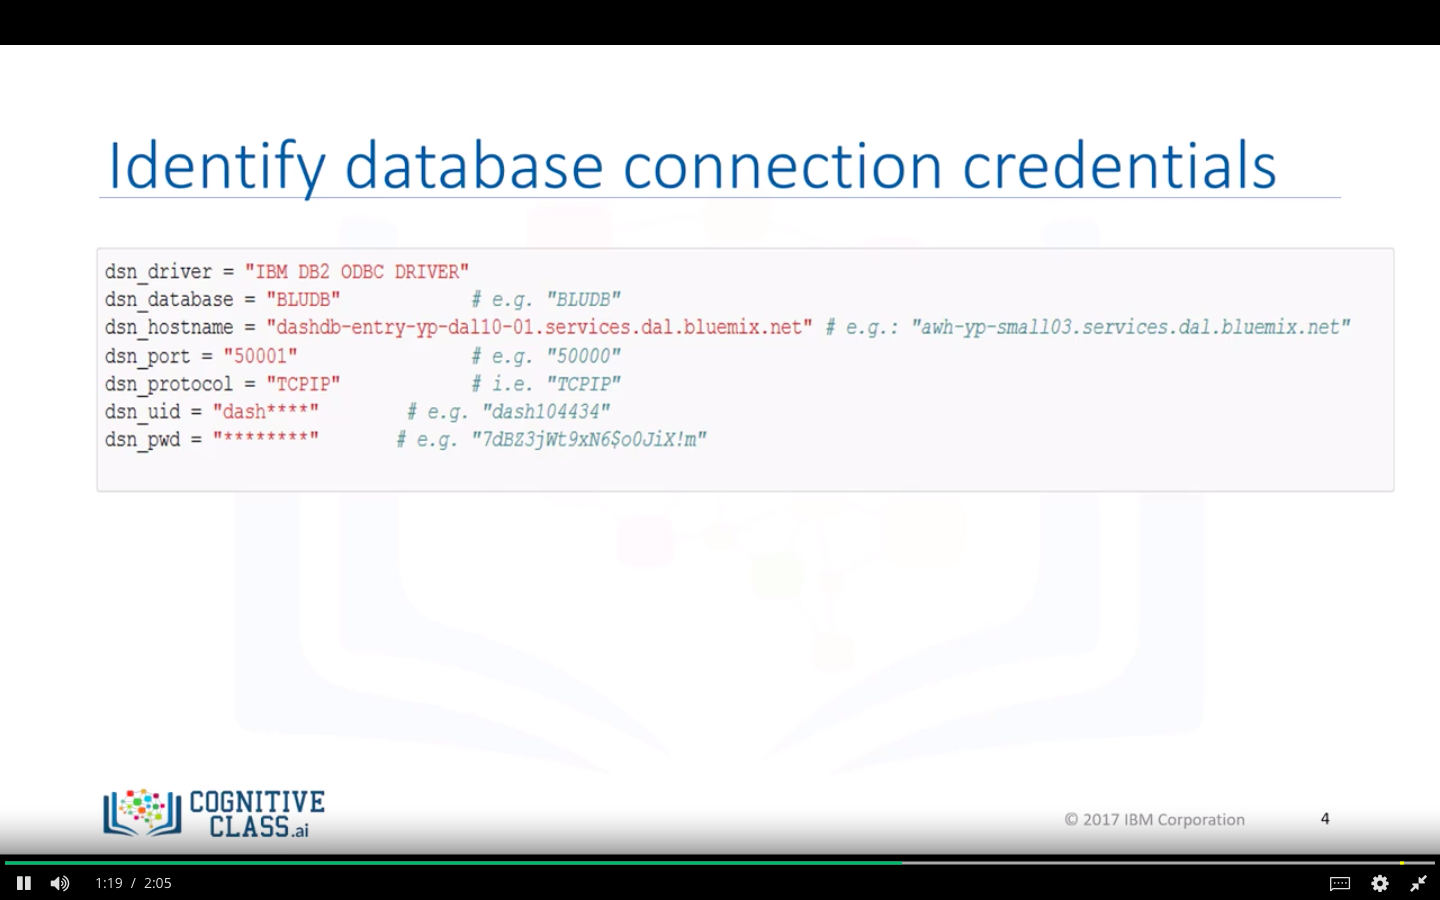 Identify database connection credentials
dsn_driver = "IBM DB2 ODBC DRIVER"
dsn_database = "BLUDB"            # e.g. "BLUDB"
dsn_hostname = "dashdb-entry-yp-dal10-01.services.dal.bluemix.net" # e.g.: "awh-yp-small03.services.dal.bluemix.net"
dsn_port = "50001"                # e.g. "50000"
dsn_protocol = "TCPIP"            # i.e. "TCPIP"
dsn_uid = "dash****"        # e.g. "dash104434"
dsn_pwd = "********"       # e.g. "7dBZ3jWt9xN6$o0JiX!m"
COGNITIVE
CLASS.ai
© 2017 IBM Corporation 4
1:19 / 2:05